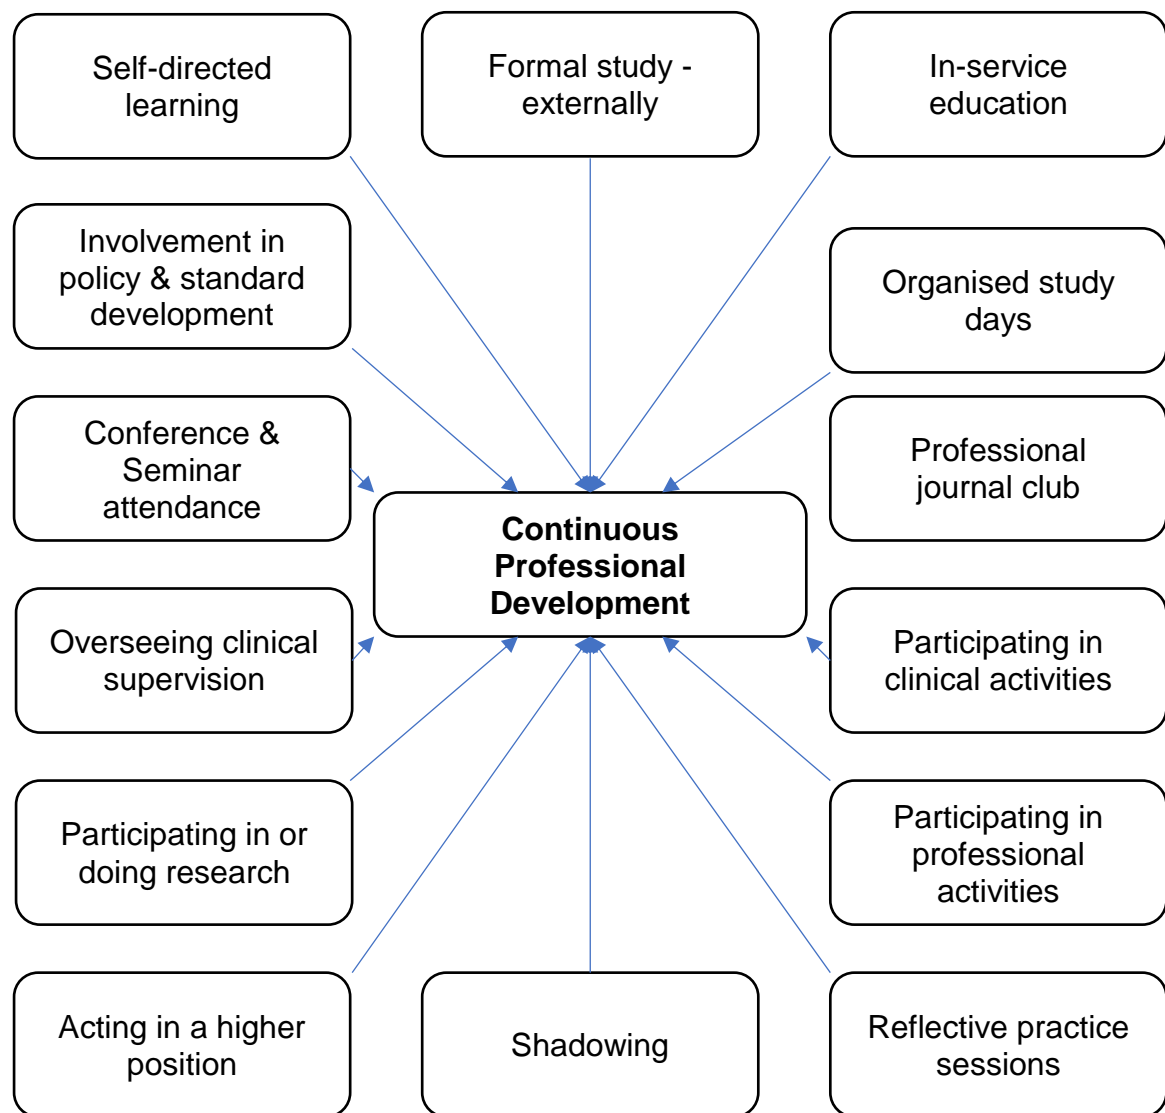 Self-directed
learning
Formal study -
externally
In-service
education
Involvement in
policy & standard
development
Organised study
days
Conference &
Seminar
attendance
Professional
journal club
Continuous
Professional
Development
Overseeing clinical
supervision
Participating in
clinical activities
Participating in or
doing research
Participating in
professional
activities
Acting in a higher
position
Shadowing
Reflective practice
sessions